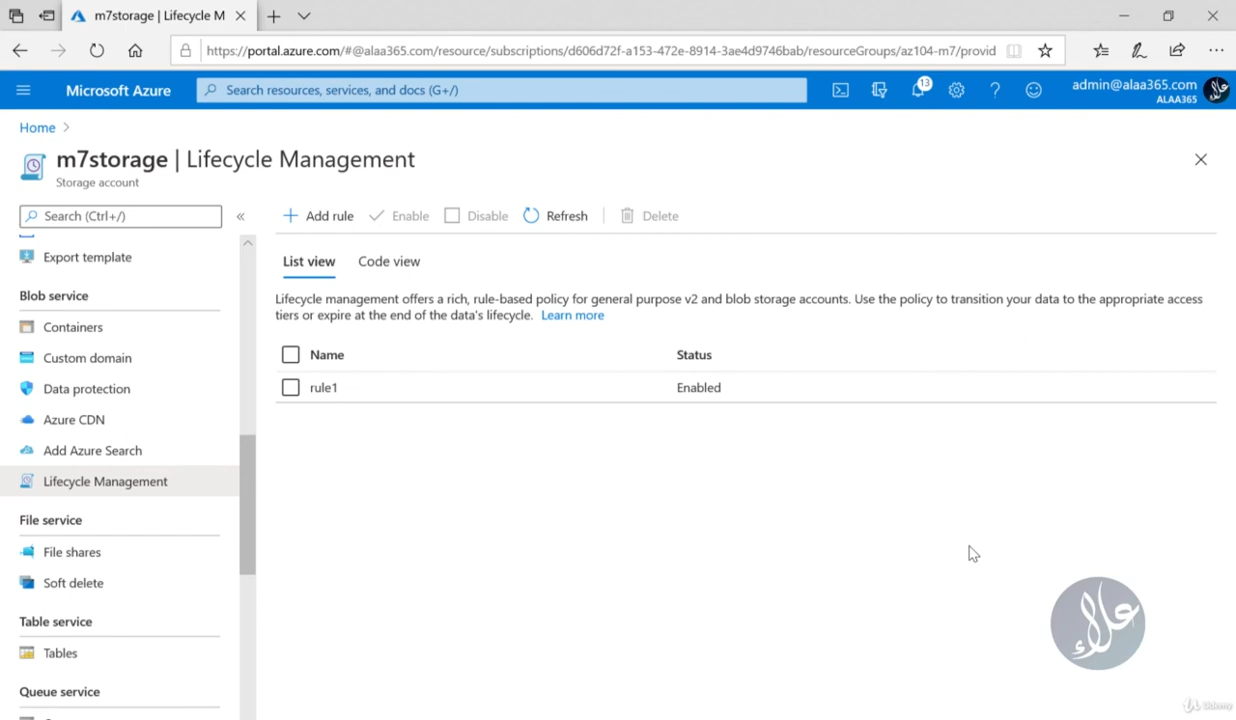 m7storage | Lifecycle M
https://portal.azure.com/#@alaa365.com/resource/subscriptions/d606d72f-a153-472e-8914-3ae4d9746bab/resourceGroups/az104-m7/provid
Microsoft Azure
Search resources, services, and docs (G+/)
13
admin@alaa365.com
ALAA365
علاء
Home
m7storage | Lifecycle Management
Storage account
Search (Ctrl+/)
Export template
Blob service
Containers
Custom domain
Data protection
Azure CDN
Add Azure Search
Lifecycle Management
File service
File shares
Soft delete
Table service
Tables
Queue service
Add rule
Enable
Disable
Refresh
Delete
List view
Code view
Lifecycle management offers a rich, rule-based policy for general purpose v2 and blob storage accounts. Use the policy to transition your data to the appropriate access
tiers or expire at the end of the data's lifecycle. Learn more
Name Status
rule1 Enabled
علاء
Udemy